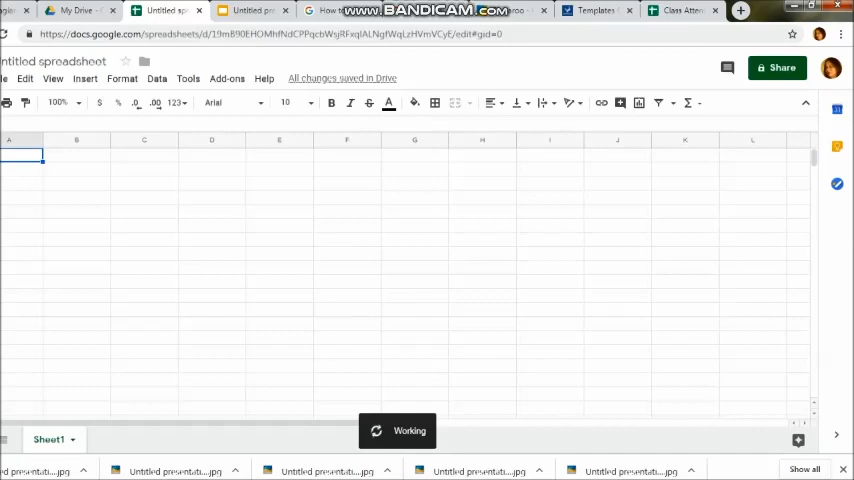 My Drive - G
Untitled sp
Untitled pre
How to
www.BANDICAM.com
Templates
Class Atten
https://docs.google.com/spreadsheets/d/
/edit#gid=0
ntitled spreadsheet
Share
Edit View Insert Format Data Tools Add-ons Help All changes saved in Drive
100% $ % .0 .00 123 Arial 10 B I S A
A B C D E F G H I J K L
Working
Sheet1
presentati....jpg
Untitled presentati....jpg
Untitled presentati....jpg
Untitled presentati....jpg
Untitled presentati....jpg
Show all